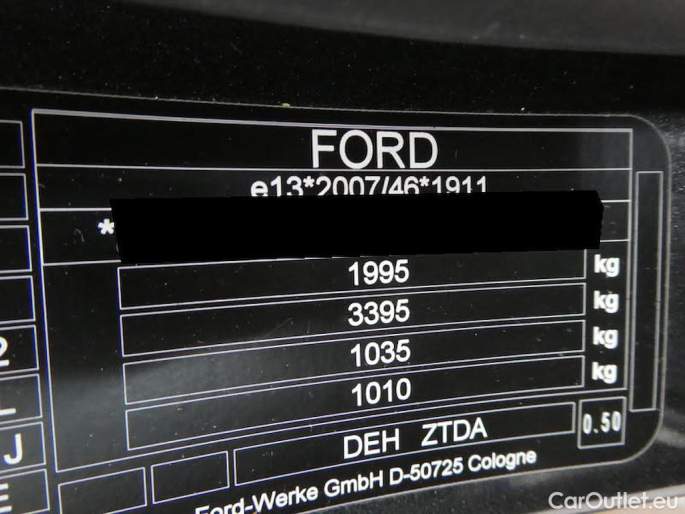 FORD
e13*2007/46*1911
*
1995 kg
3395 kg
1035 kg
1010 kg
2
L
J
E
DEH ZTDA
0.50
Ford-Werke GmbH D-50725 Cologne
CarOutlet.eu